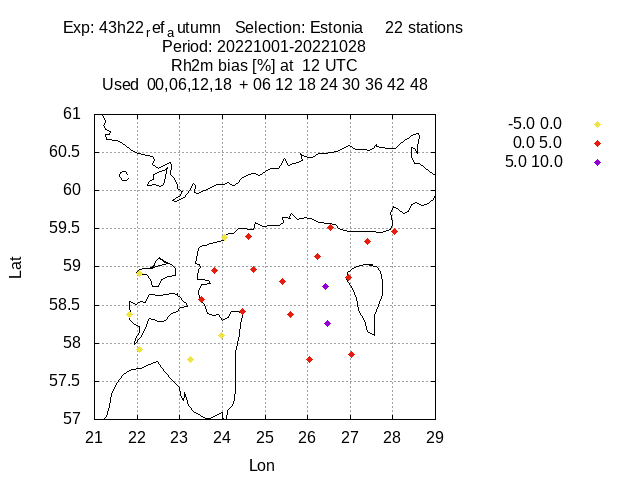 Exp: 43h22ref autumn Selection: Estonia 22 stations
Period: 20221001-20221028
Rh2m bias [%] at 12 UTC
Used 00,06,12,18 + 06 12 18 24 30 36 42 48
-5.0 0.0
0.0 5.0
5.0 10.0
61
60.5
60
59.5
59
58.5
58
57.5
57
Lat
21 22 23 24 25 26 27 28 29
Lon